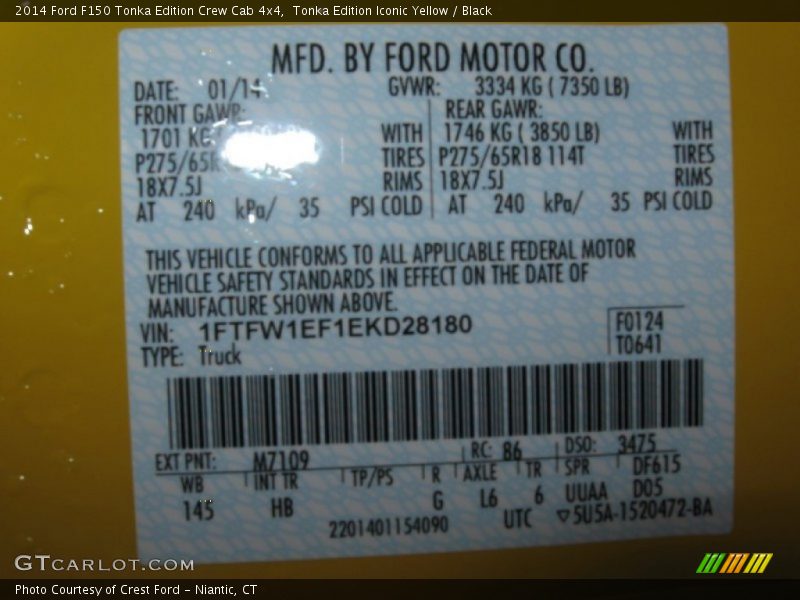 2014 Ford F150 Tonka Edition Crew Cab 4x4,  Tonka Edition Iconic Yellow / Black
MFD. BY FORD MOTOR CO.
DATE: 01/14 GVWR: 3334 KG ( 7350 LB)
FRONT GAWR: REAR GAWR:
1701 KG WITH 1746 KG ( 3850 LB) WITH
P275/65R TIRES P275/65R18 114T TIRES
18X7.5J RIMS 18X7.5J RIMS
AT 240 kPa/ 35 PSI COLD AT 240 kPa/ 35 PSI COLD
THIS VEHICLE CONFORMS TO ALL APPLICABLE FEDERAL MOTOR
VEHICLE SAFETY STANDARDS IN EFFECT ON THE DATE OF
MANUFACTURE SHOWN ABOVE.
VIN: 1FTFW1EF1EKD28180 F0124
TYPE: Truck T0641
EXT PNT: M7109 RC: 86 DSO: 3475
WB INT TR TP/PS R AXLE TR SPR DF615
145 HB G L6 6 UUAA D05
2201401154090 UTC ▽5U5A-1520472-BA
GTCARLOT.COM
Photo Courtesy of Crest Ford – Niantic, CT